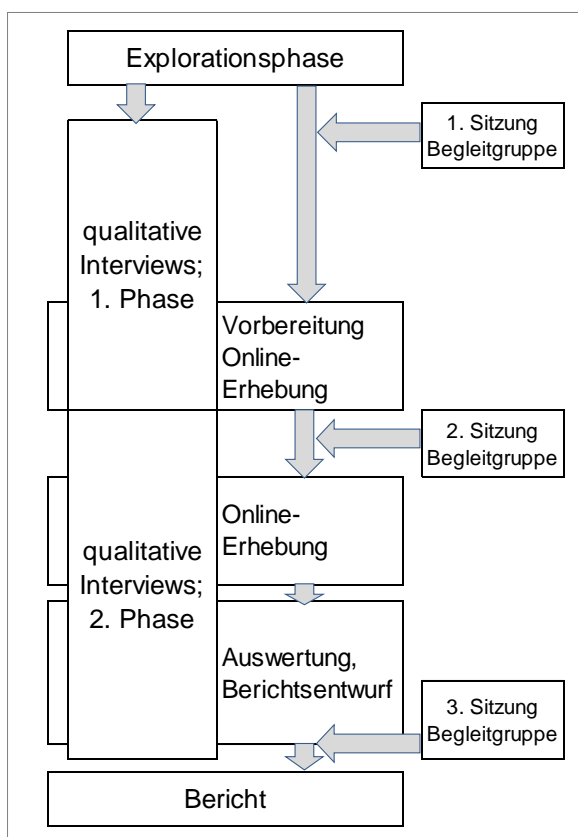 Explorationsphase
1. Sitzung
Begleitgruppe
qualitative
Interviews;
1. Phase
Vorbereitung
Online-
Erhebung
2. Sitzung
Begleitgruppe
Online-
Erhebung
qualitative
Interviews;
2. Phase
Auswertung,
Berichtsentwurf
3. Sitzung
Begleitgruppe
Bericht